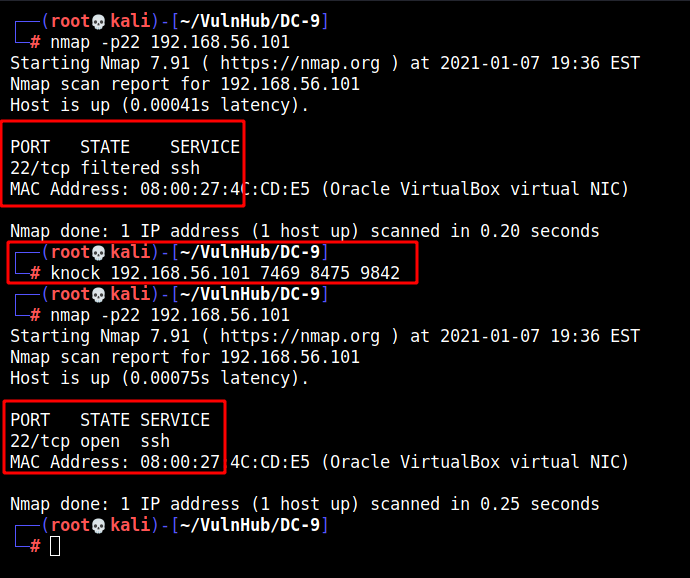 ┌──(root💀kali)-[~/VulnHub/DC-9]
└─# nmap -p22 192.168.56.101
Starting Nmap 7.91 ( https://nmap.org ) at 2021-01-07 19:36 EST
Nmap scan report for 192.168.56.101
Host is up (0.00041s latency).
PORT   STATE    SERVICE
22/tcp filtered ssh
MAC Address: 08:00:27:4C:CD:E5 (Oracle VirtualBox virtual NIC)
Nmap done: 1 IP address (1 host up) scanned in 0.20 seconds
┌──(root💀kali)-[~/VulnHub/DC-9]
└─# knock 192.168.56.101 7469 8475 9842
┌──(root💀kali)-[~/VulnHub/DC-9]
└─# nmap -p22 192.168.56.101
Starting Nmap 7.91 ( https://nmap.org ) at 2021-01-07 19:36 EST
Nmap scan report for 192.168.56.101
Host is up (0.00075s latency).
PORT   STATE SERVICE
22/tcp open  ssh
MAC Address: 08:00:27:4C:CD:E5 (Oracle VirtualBox virtual NIC)
Nmap done: 1 IP address (1 host up) scanned in 0.25 seconds
┌──(root💀kali)-[~/VulnHub/DC-9]
└─#